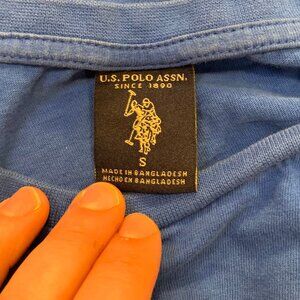 U.S. POLO ASSN.
SINCE 1890
S
MADE IN BANGLADESH
HECHO EN BANGLADESH